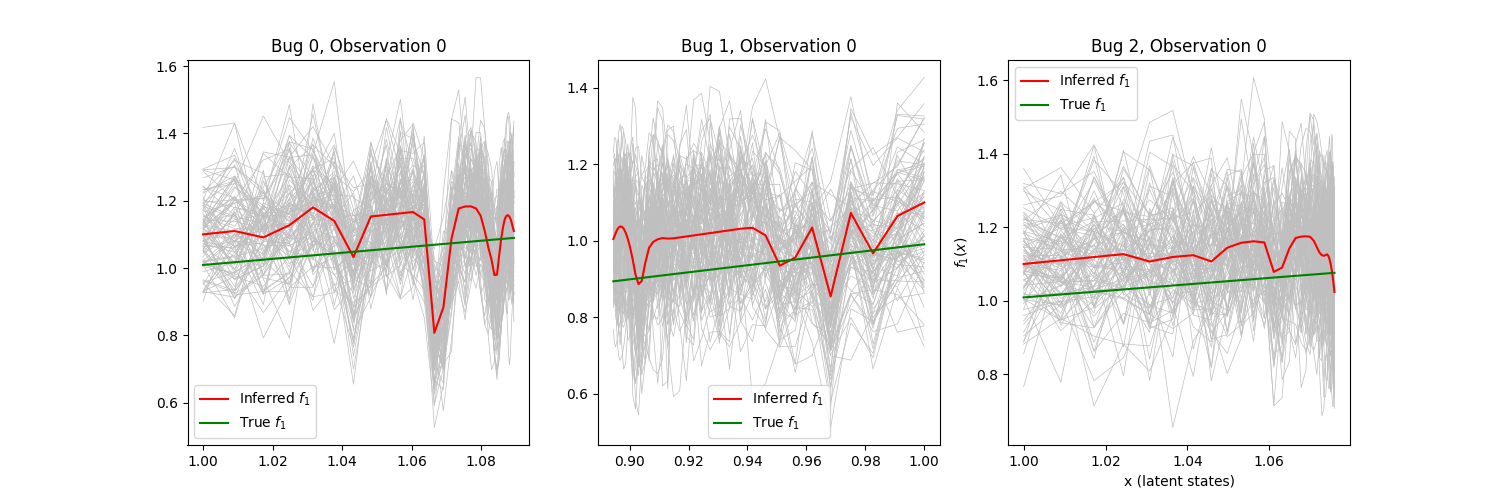 Bug 0, Observation 0
1.6
1.4
1.2
1.0
0.8
0.6
Inferred f₁
True f₁
1.00 1.02 1.04 1.06 1.08
Bug 1, Observation 0
1.4
1.2
1.0
0.8
0.6
Inferred f₁
True f₁
0.90 0.92 0.94 0.96 0.98 1.00
Bug 2, Observation 0
f₁(x)
1.6
1.4
1.2
1.0
0.8
Inferred f₁
True f₁
1.00 1.02 1.04 1.06
x (latent states)